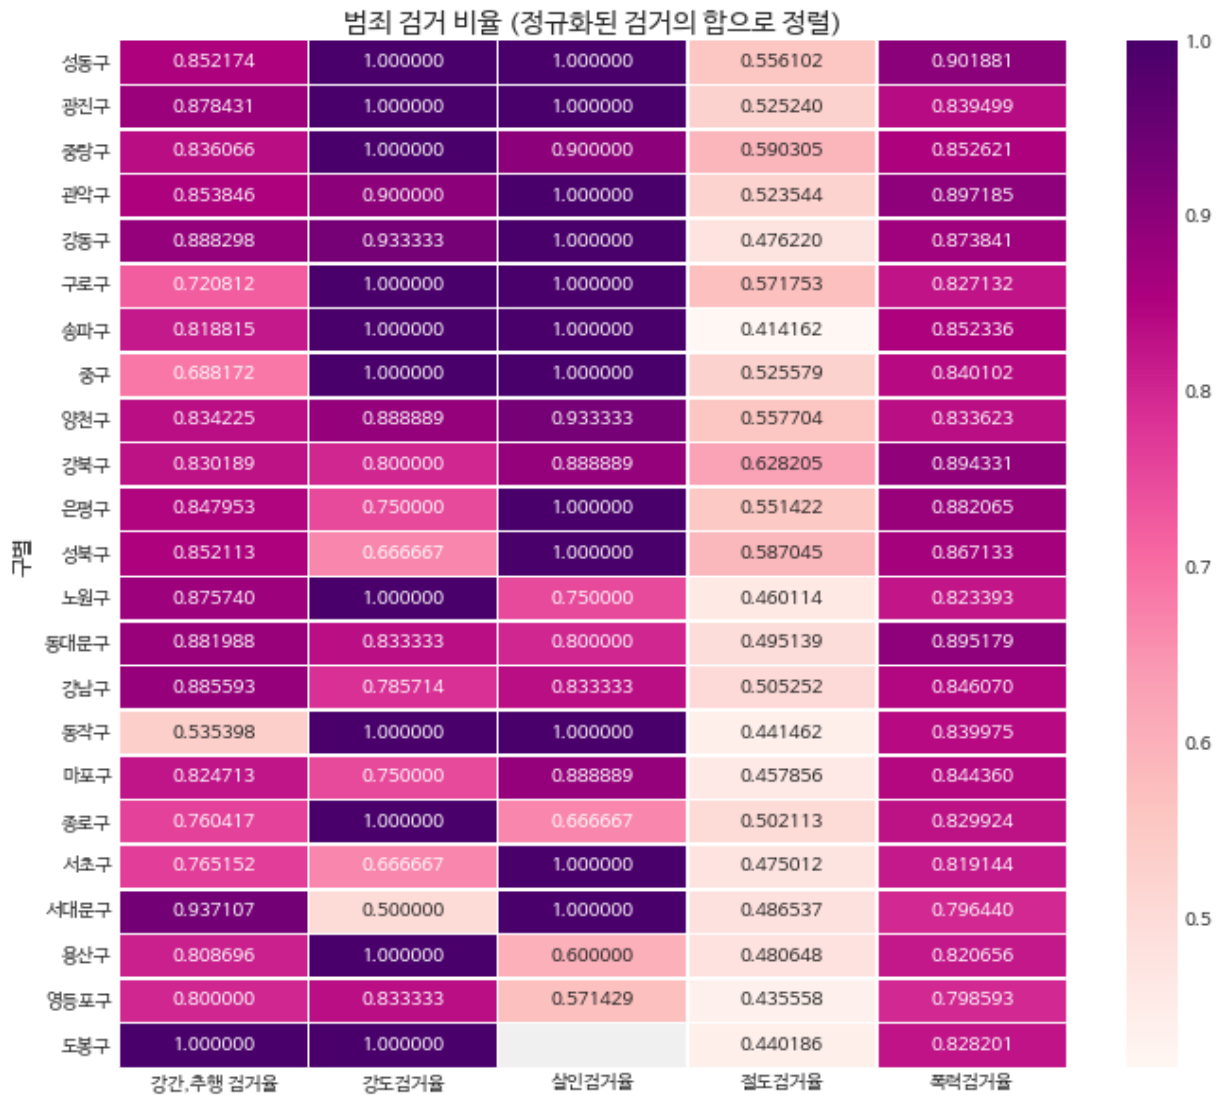 범죄 검거 비율 (정규화된 검거의 합으로 정렬)
성동구 0.852174 1.000000 1.000000 0.556102 0.901881
광진구 0.878431 1.000000 1.000000 0.525240 0.839499
중랑구 0.836066 1.000000 0.900000 0.590305 0.852621
관악구 0.853846 0.900000 1.000000 0.523544 0.897185
강동구 0.888298 0.933333 1.000000 0.476220 0.873841
구로구 0.720812 1.000000 1.000000 0.571753 0.827132
송파구 0.818815 1.000000 1.000000 0.414162 0.852336
중구 0.688172 1.000000 1.000000 0.525579 0.840102
양천구 0.834225 0.888889 0.933333 0.557704 0.833623
강북구 0.830189 0.800000 0.888889 0.628205 0.894331
은평구 0.847953 0.750000 1.000000 0.551422 0.882065
성북구 0.852113 0.666667 1.000000 0.587045 0.867133
노원구 0.875740 1.000000 0.750000 0.460114 0.823393
동대문구 0.881988 0.833333 0.800000 0.495139 0.895179
강남구 0.885593 0.785714 0.833333 0.505252 0.846070
동작구 0.535398 1.000000 1.000000 0.441462 0.839975
마포구 0.824713 0.750000 0.888889 0.457856 0.844360
종로구 0.760417 1.000000 0.666667 0.502113 0.829924
서초구 0.765152 0.666667 1.000000 0.475012 0.819144
서대문구 0.937107 0.500000 1.000000 0.486537 0.796440
용산구 0.808696 1.000000 0.600000 0.480648 0.820656
영등포구 0.800000 0.833333 0.571429 0.435558 0.798593
도봉구 1.000000 1.000000 0.440186 0.828201
강간,추행 검거율 강도검거율 살인검거율 절도검거율 폭력검거율
구별
1.0
0.9
0.8
0.7
0.6
0.5